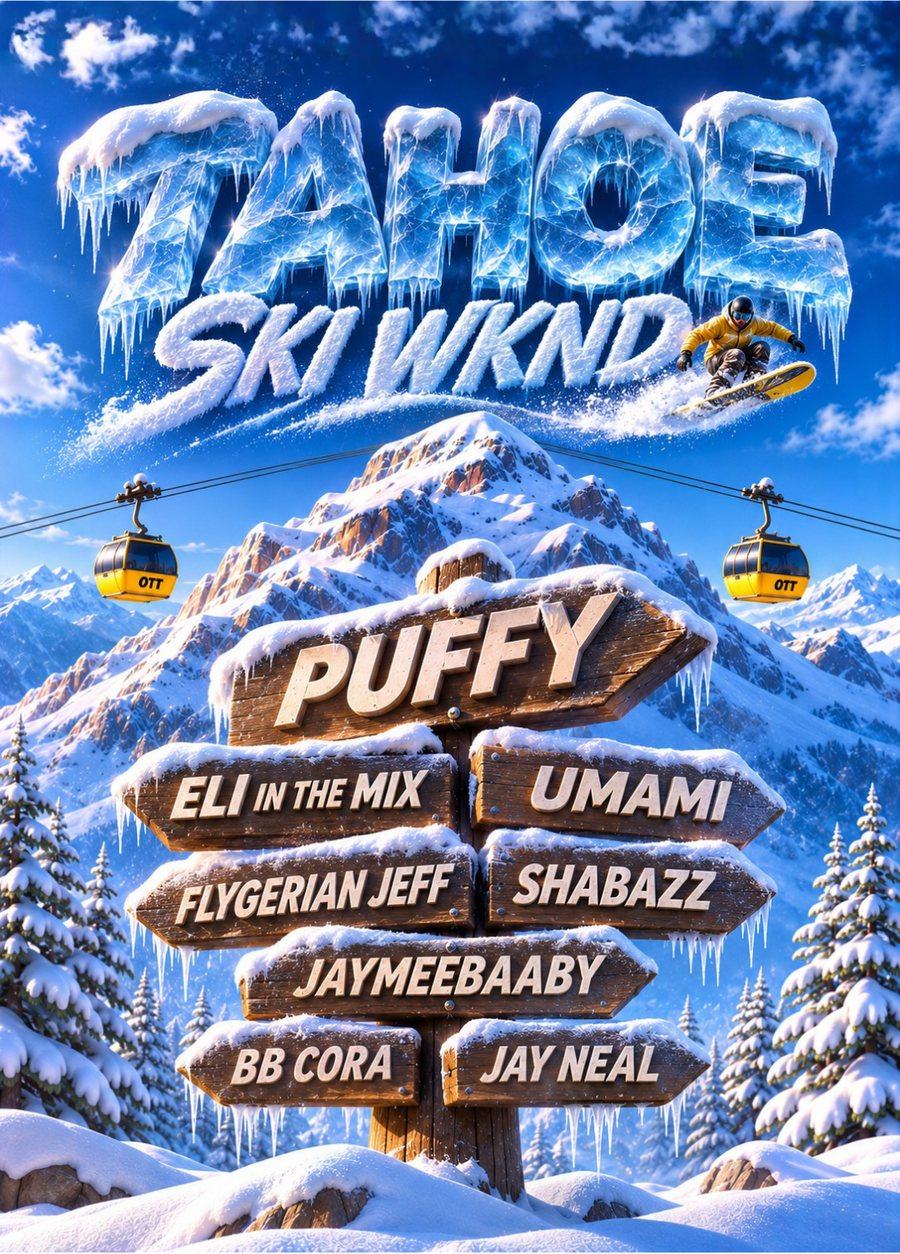 TAHOE
SKI WKND
OTT
OTT
PUFFY
ELI IN THE MIX
UMAMI
FLYGERIAN JEFF
SHABAZZ
JAYMEEBAABY
BB CORA
JAY NEAL